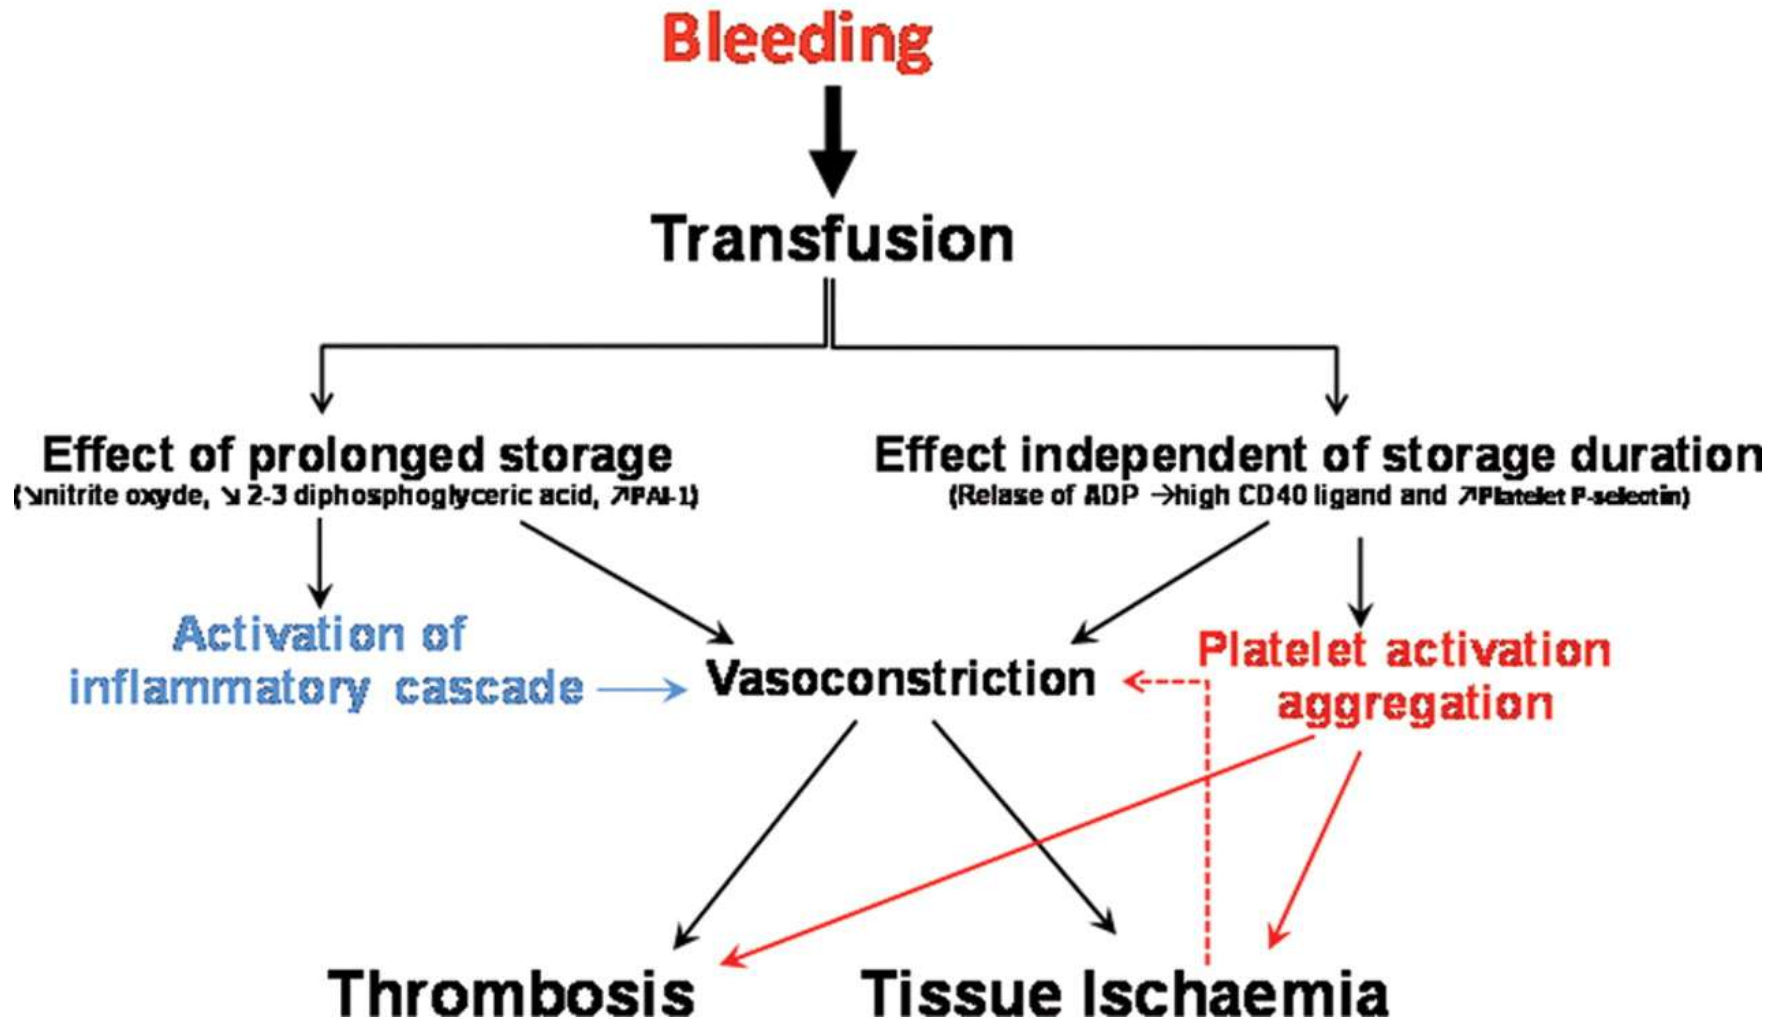 Bleeding
Transfusion
Effect of prolonged storage
(↘nitrite oxyde, ↘ 2-3 diphosphoglyceric acid, ↗PAI-1)
Effect independent of storage duration
(Relase of ADP →high CD40 ligand and ↗Platelet P-selectin)
Activation of
inflammatory cascade
Vasoconstriction
Platelet activation
aggregation
Thrombosis
Tissue Ischaemia